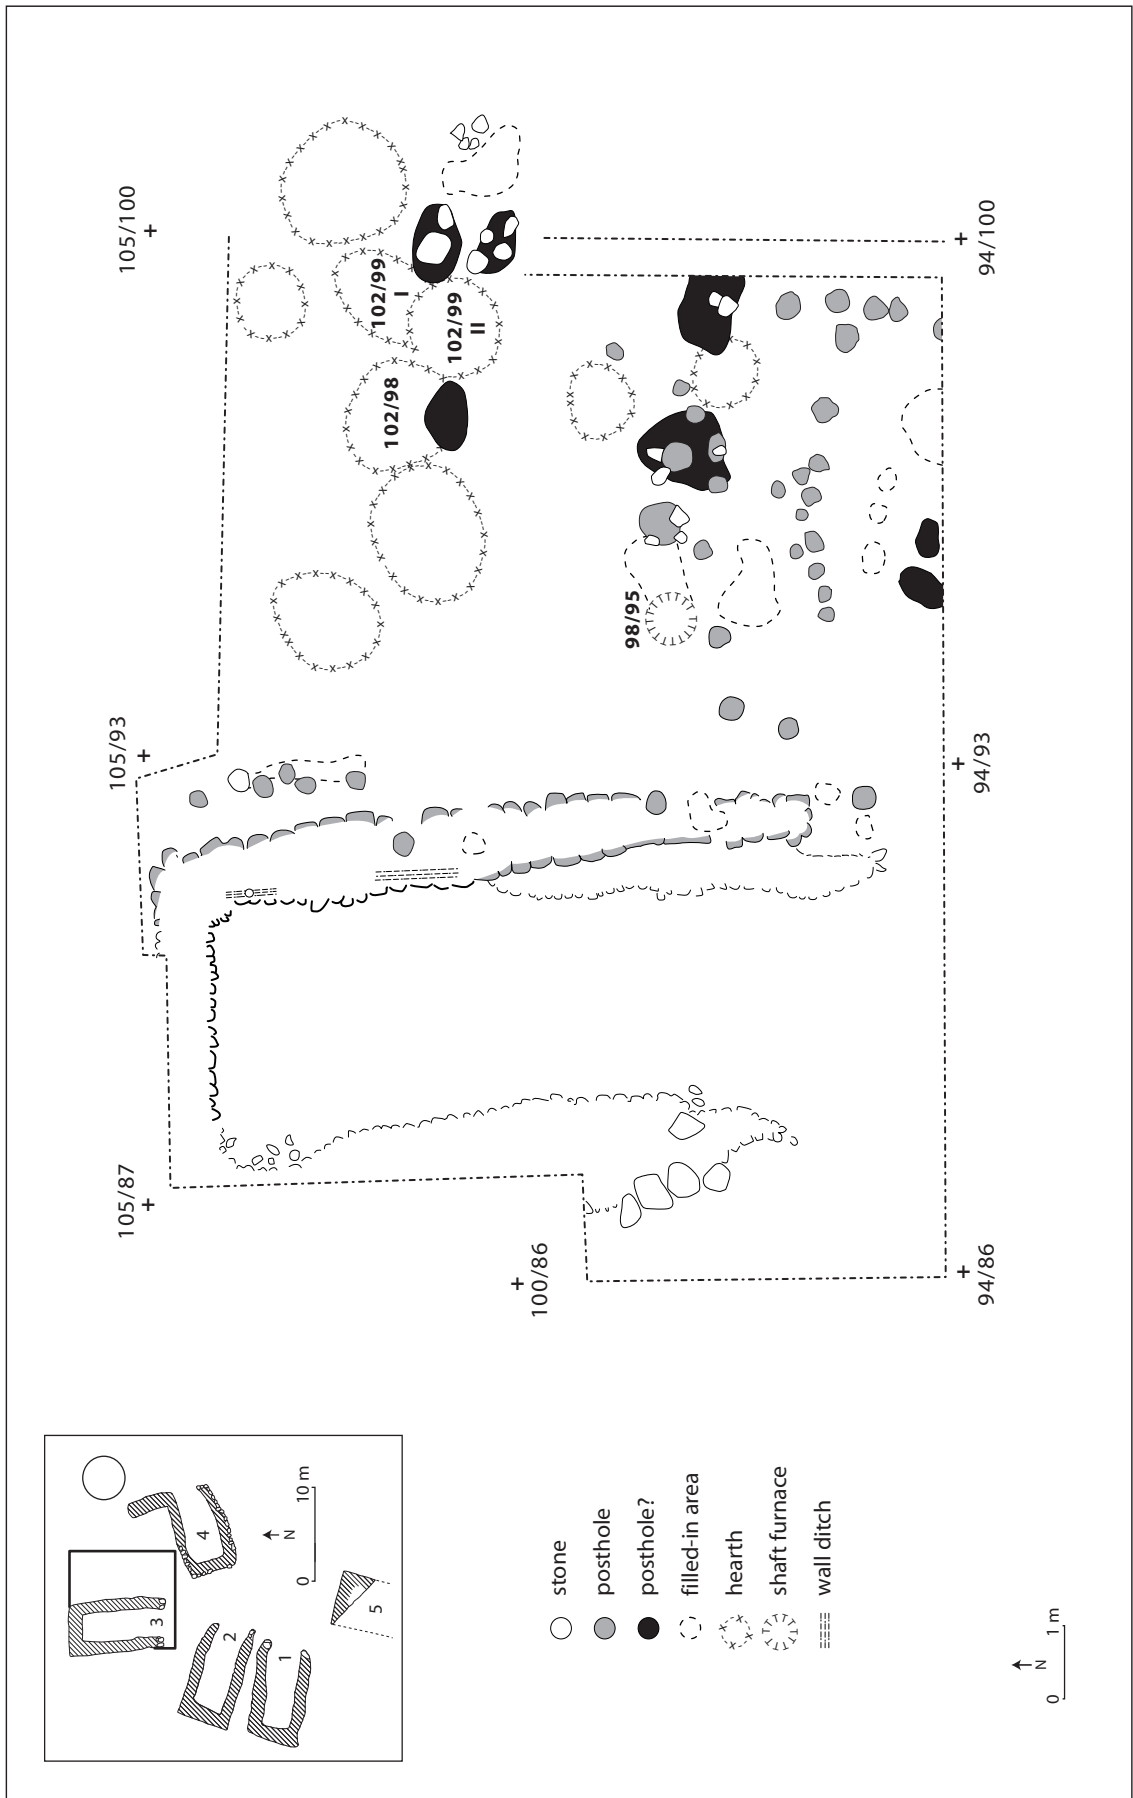 105/100
94/100
102/99
I
102/99
II
102/98
98/95
105/93
94/93
105/87
100/86
94/86
1
2
3
4
5
N
0 10 m
stone
posthole
posthole?
filled-in area
hearth
shaft furnace
wall ditch
N
0 1 m